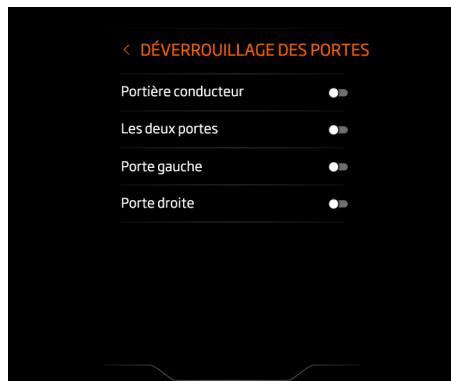 DÉVERROUILLAGE DES PORTES
Portière conducteur
Les deux portes
Porte gauche
Porte droite